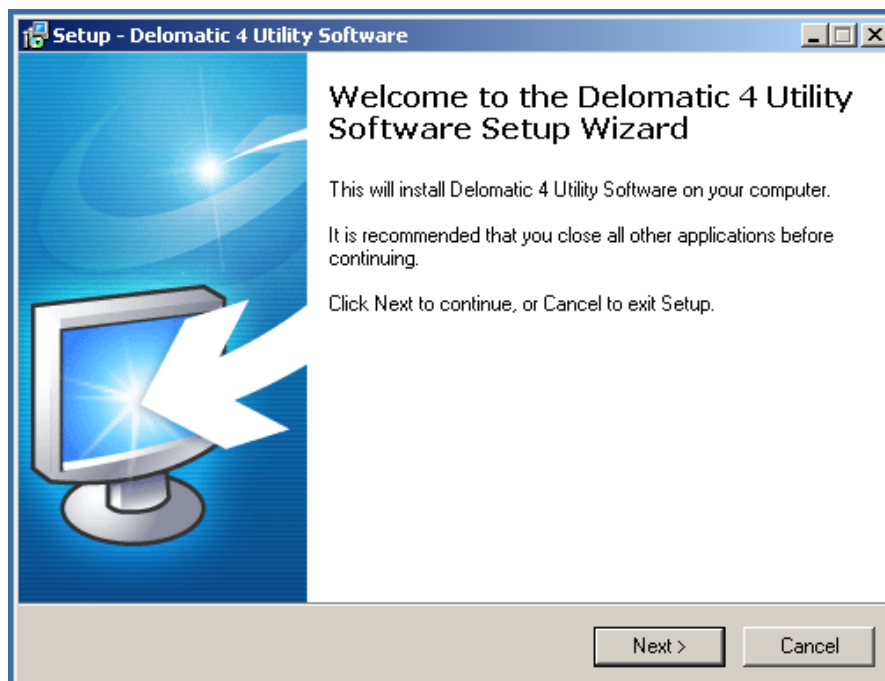 Setup - Delomatic 4 Utility Software
Welcome to the Delomatic 4 Utility
Software Setup Wizard
This will install Delomatic 4 Utility Software on your computer.
It is recommended that you close all other applications before
continuing.
Click Next to continue, or Cancel to exit Setup.
Next >
Cancel